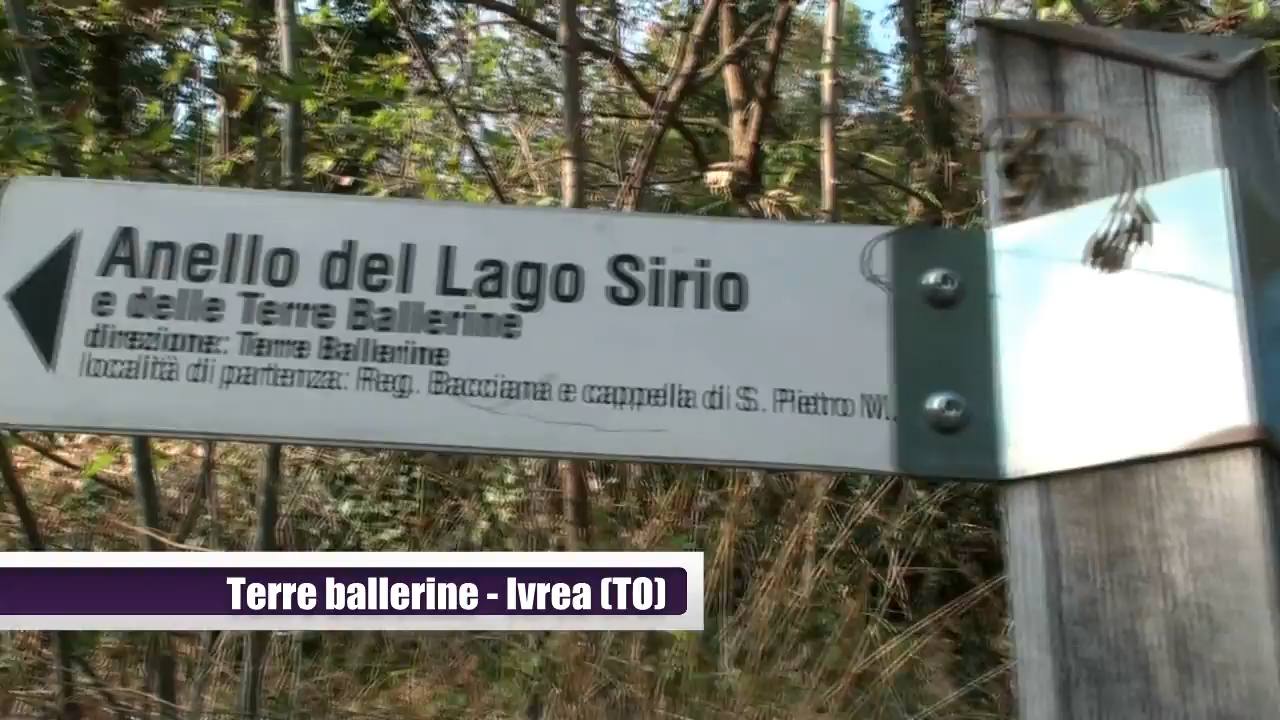 Anello del Lago Sirio
e delle Terre Ballerine
direzione: Terre Ballerine
località di partenza: Reg. Bacciana e cappella di S. Pietro M.
Terre ballerine - Ivrea (TO)